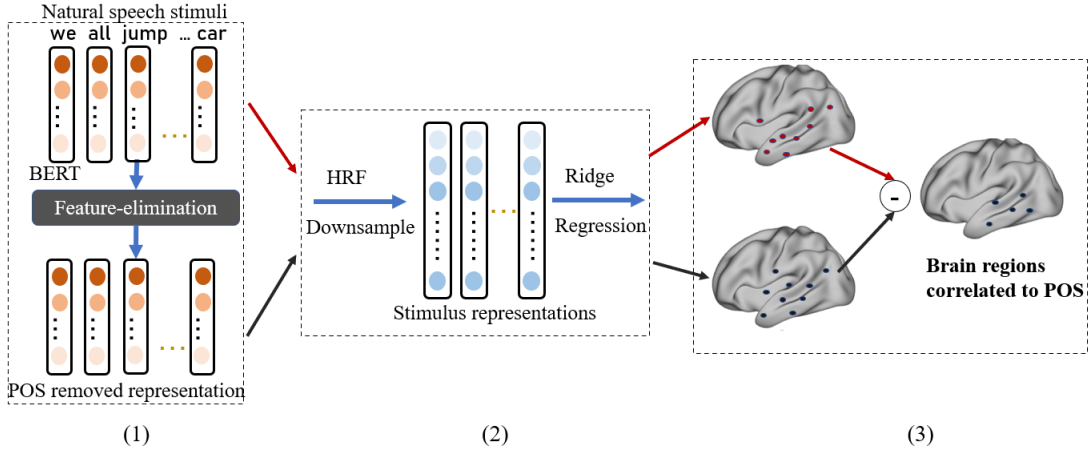 Natural speech stimuli
we all jump ... car
BERT
Feature-elimination
POS removed representation
(1)
HRF
Downsample
Ridge
Regression
Stimulus representations
(2)
-
Brain regions
correlated to POS
(3)